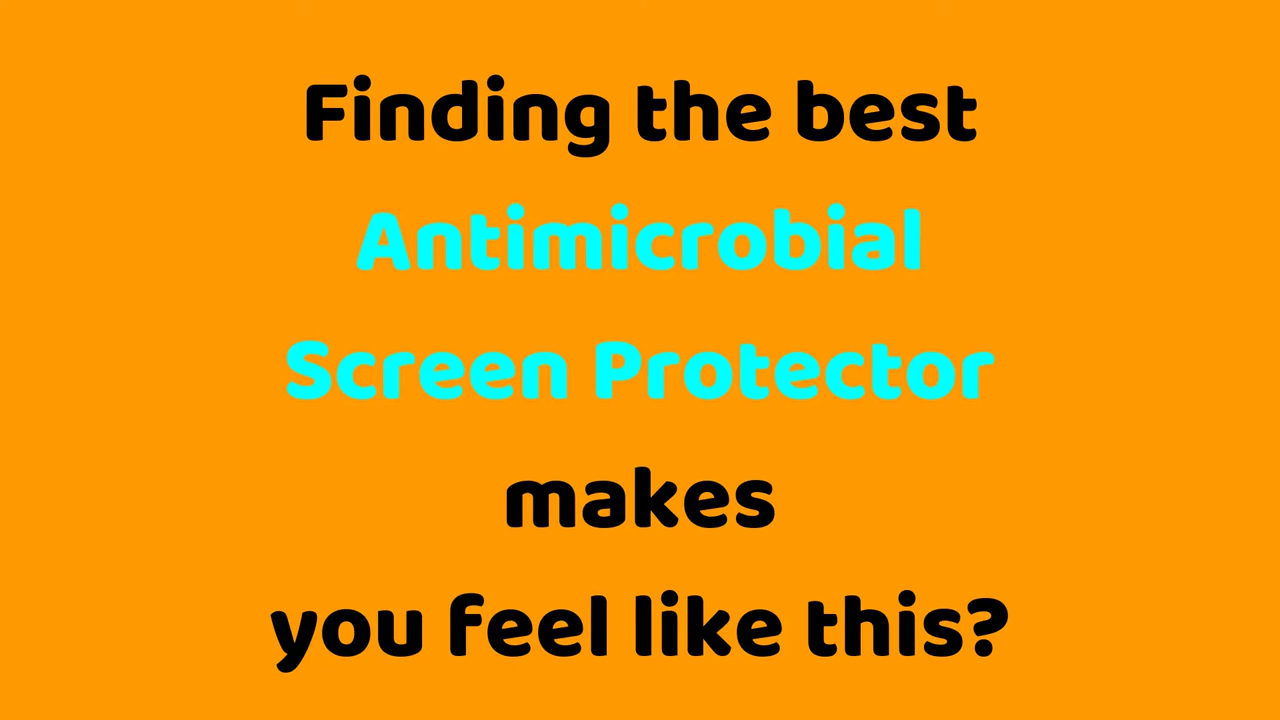 Finding the best
Antimicrobial
Screen Protector
makes
you feel like this?